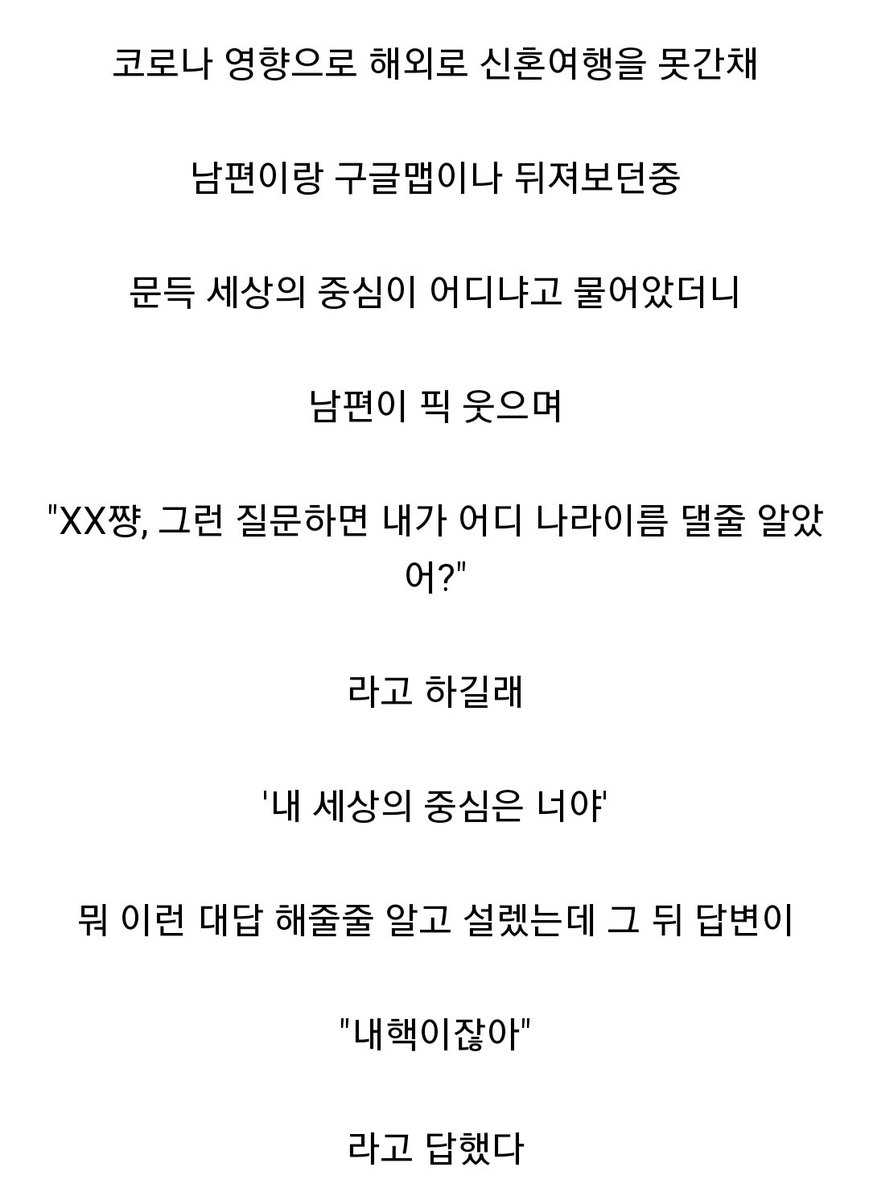 코로나 영향으로 해외로 신혼여행을 못간채
남편이랑 구글맵이나 뒤져보던중
문득 세상의 중심이 어디냐고 물어았더니
남편이 픽 웃으며
"XX쨩, 그런 질문하면 내가 어디 나라이름 댈줄 알았
어?"
라고 하길래
'내 세상의 중심은 너야'
뭐 이런 대답 해줄줄 알고 설렜는데 그 뒤 답변이
"내핵이잖아"
라고 답했다